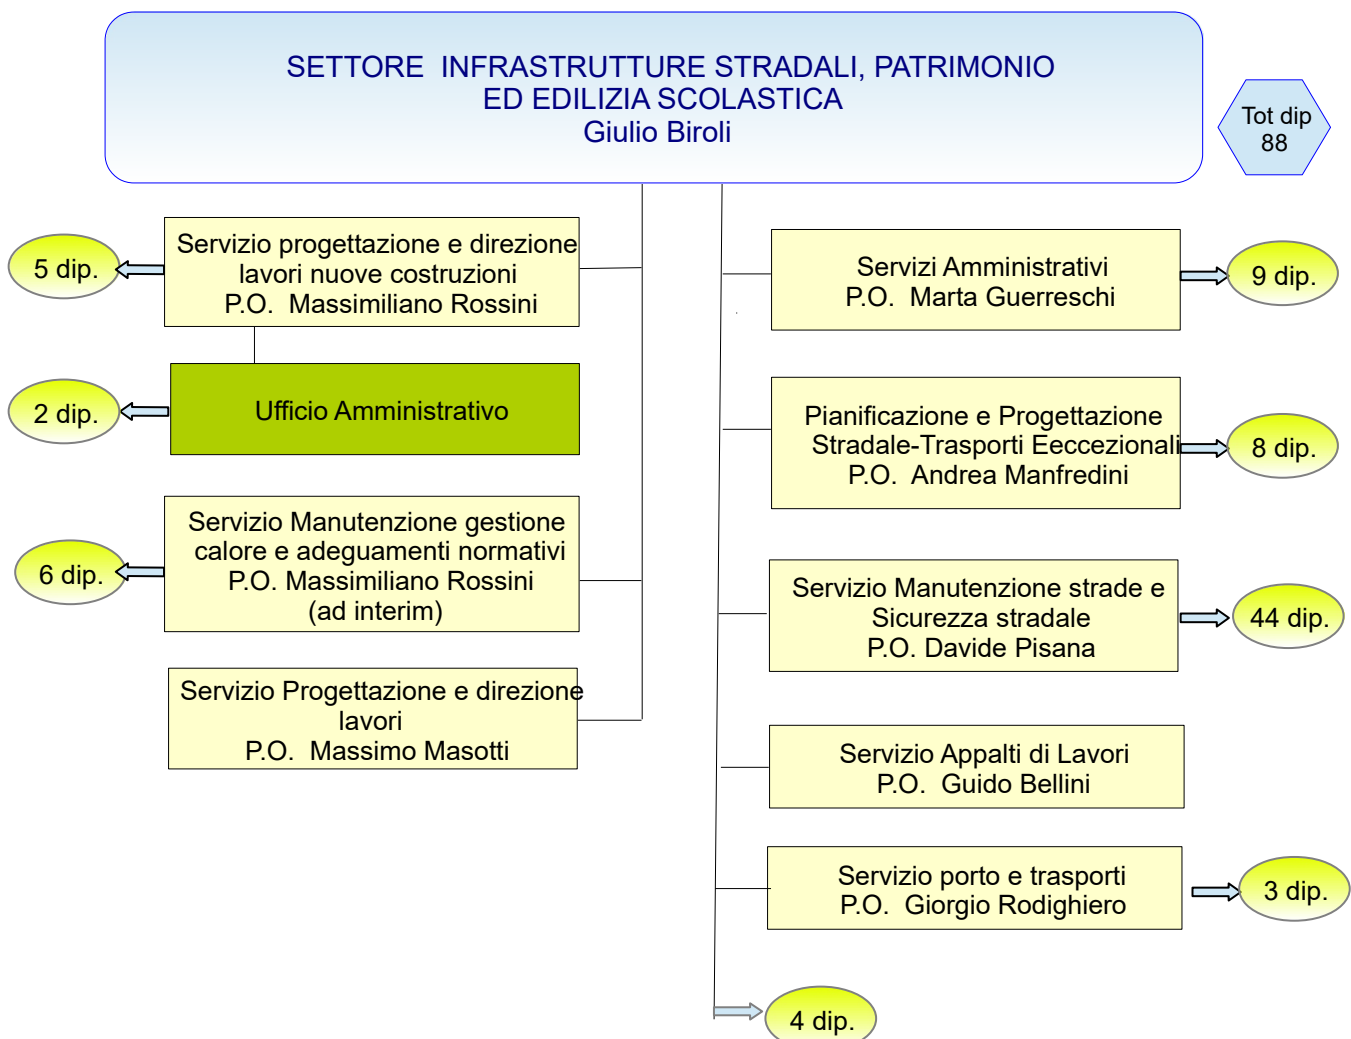 SETTORE INFRASTRUTTURE STRADALI, PATRIMONIO
ED EDILIZIA SCOLASTICA
Giulio Biroli
Tot dip
88
Servizio progettazione e direzione
lavori nuove costruzioni
P.O. Massimiliano Rossini
5 dip.
Ufficio Amministrativo
2 dip.
Servizio Manutenzione gestione
calore e adeguamenti normativi
P.O. Massimiliano Rossini
(ad interim)
6 dip.
Servizio Progettazione e direzione
lavori
P.O. Massimo Masotti
Servizi Amministrativi
P.O. Marta Guerreschi
9 dip.
Pianificazione e Progettazione
Stradale-Trasporti Eeccezionali
P.O. Andrea Manfredini
8 dip.
Servizio Manutenzione strade e
Sicurezza stradale
P.O. Davide Pisana
44 dip.
Servizio Appalti di Lavori
P.O. Guido Bellini
Servizio porto e trasporti
P.O. Giorgio Rodighiero
3 dip.
4 dip.